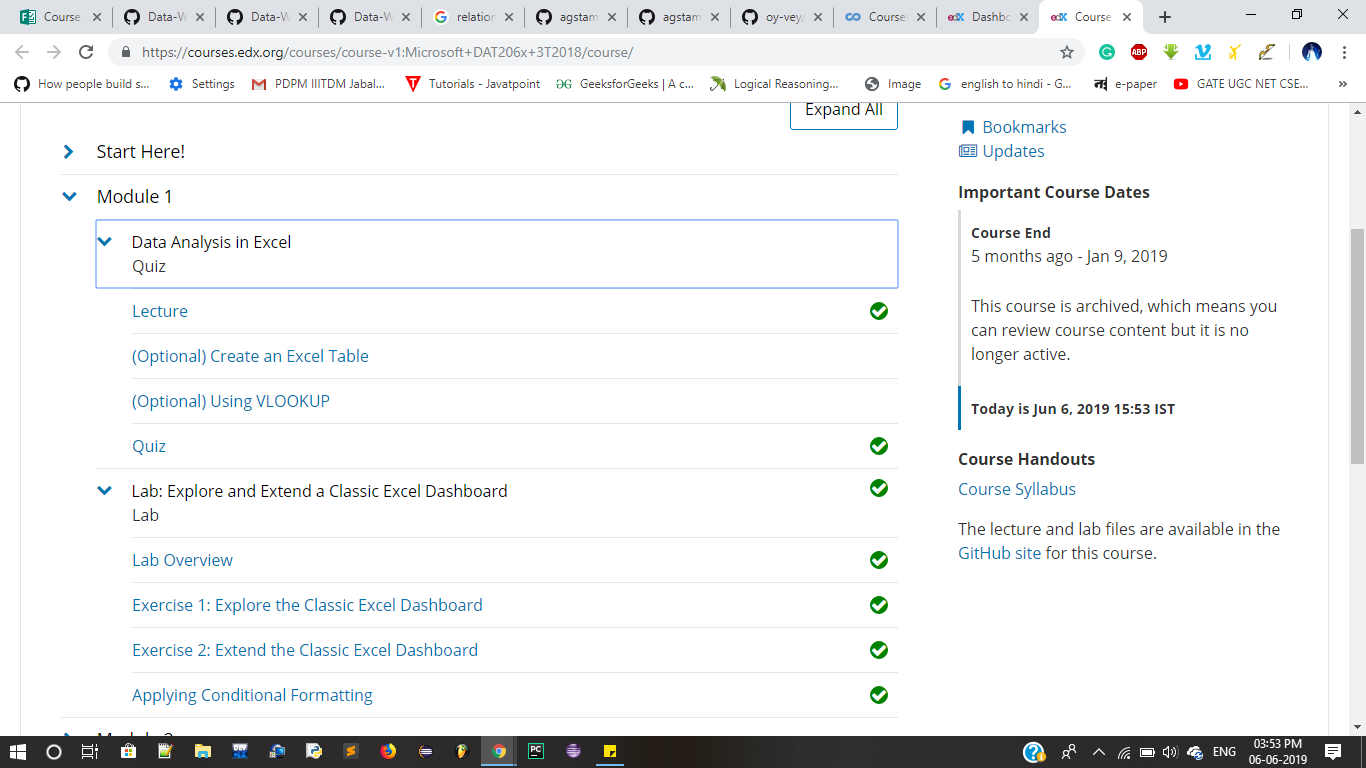 Course
Data-W
Data-W
Data-W
relation
agstam
agstam
oy-vey/
Course
Dashbo
Course
https://courses.edx.org/courses/course-v1:Microsoft+DAT206x+3T2018/course/
How people build s...
Settings
PDPM IIITDM Jabal...
Tutorials - Javatpoint
GeeksforGeeks | A c...
Logical Reasoning...
Image
english to hindi - G...
e-paper
GATE UGC NET CSE...
»
Expand All
Start Here!
Module 1
Data Analysis in Excel
Quiz
Lecture
(Optional) Create an Excel Table
(Optional) Using VLOOKUP
Quiz
Lab: Explore and Extend a Classic Excel Dashboard
Lab
Lab Overview
Exercise 1: Explore the Classic Excel Dashboard
Exercise 2: Extend the Classic Excel Dashboard
Applying Conditional Formatting
Bookmarks
Updates
Important Course Dates
Course End
5 months ago - Jan 9, 2019
This course is archived, which means you
can review course content but it is no
longer active.
Today is Jun 6, 2019 15:53 IST
Course Handouts
Course Syllabus
The lecture and lab files are available in the
GitHub site for this course.
ENG
03:53 PM
06-06-2019